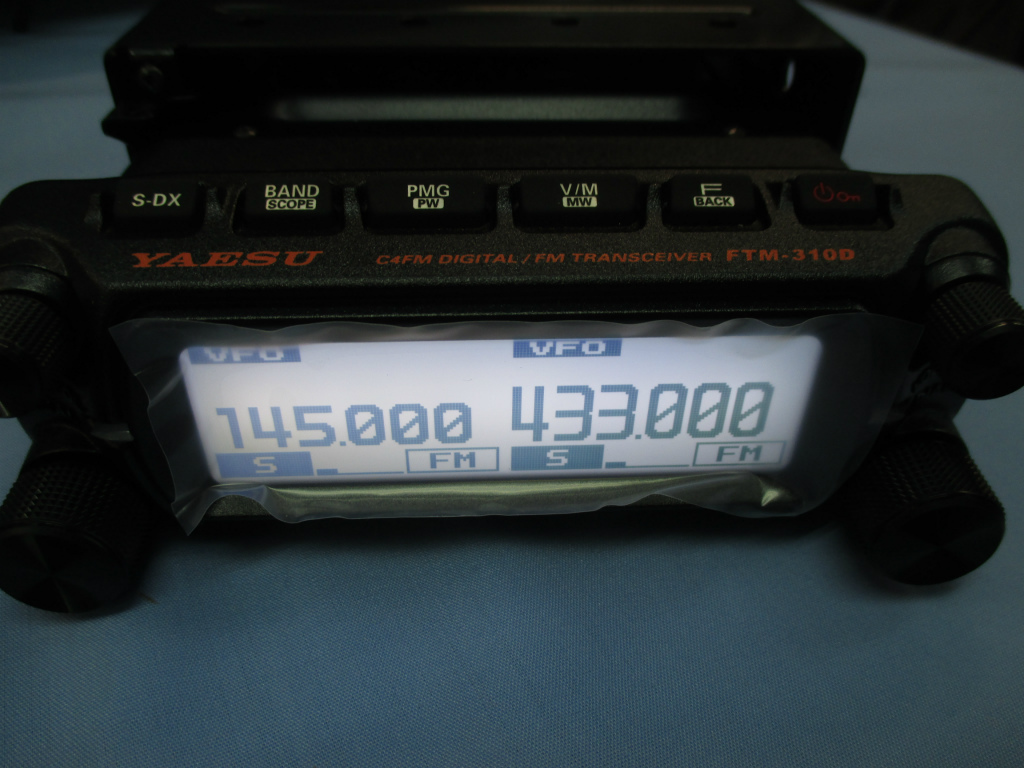 S-DX BAND PMG V/M F On
SCOPE PW MW BACK
YAESU C4FM DIGITAL/FM TRANSCEIVER FTM-310D
VFO VFO
145.000 433.000
S FM S FM